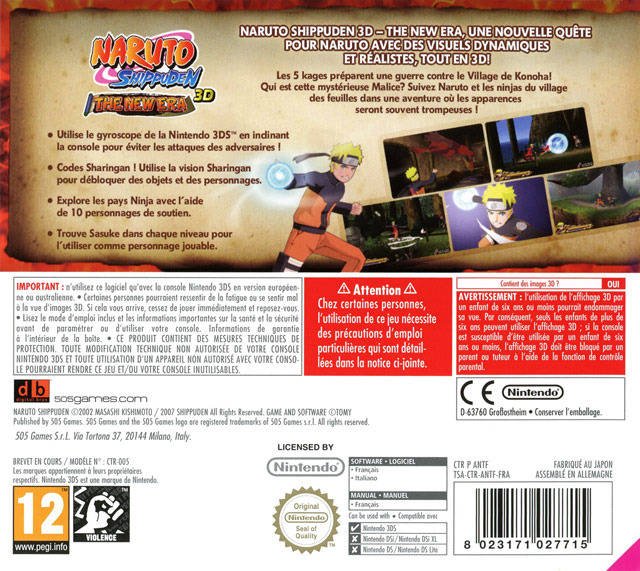 NARUTO
SHIPPUDEN
THE NEW ERA 3D
NARUTO SHIPPUDEN 3D – THE NEW ERA, UNE NOUVELLE QUÊTE
POUR NARUTO AVEC DES VISUELS DYNAMIQUES
ET RÉALISTES, TOUT EN 3D!
Les 5 kages préparent une guerre contre le Village de Konoha!
Qui est cette mystérieuse Malice? Suivez Naruto et les ninjas du village
des feuilles dans une aventure où les apparences
seront souvent trompeuses !
• Utilise le gyroscope de la Nintendo 3DS™ en indinant
la console pour éviter les attaques des adversaires !
• Codes Sharingan ! Utilise la vision Sharingan
pour débloquer des objets et des personnages.
• Explore les pays Ninja avec l'aide
de 10 personnages de soutien.
• Trouve Sasuke dans chaque niveau pour
l'utiliser comme personnage jouable.
IMPORTANT : n'utilisez ce logiciel qu'avec la console Nintendo 3DS en version européen-
ne ou australienne. • Certaines personnes pourraient ressentir de la fatigue ou se sentir mal
à la vue d'images 3D. Si cela vous arrive, cessez de jouer immédiatement et reposez-vous.
• Lisez le mode d'emploi inclus et les informations importantes sur la santé et la sécurité
avant de paramétrer ou d'utiliser votre console. Informations de garantie
à l'intérieur de la boîte. • CE PRODUIT CONTIENT DES MESURES TECHNIQUES DE
PROTECTION. TOUTE MODIFICATION TECHNIQUE NON AUTORISÉE DE VOTRE CONSOLE
NINTENDO 3DS ET TOUTE UTILISATION D'UN APPAREIL NON AUTORISÉ AVEC VOTRE CONSO-
LE POURRAIENT RENDRE CE JEU ET/OU VOTRE CONSOLE INUTILISABLES.
⚠ Attention ⚠
Chez certaines personnes,
l'utilisation de ce jeu nécessite
des précautions d'emploi
particulières qui sont détail-
lées dans la notice ci-jointe.
Contient des images 3D ? OUI
AVERTISSEMENT : l'utilisation de l'affichage 3D par
un enfant de six ans ou moins pourrait endommager
sa vue. Par conséquent, seuls les enfants de plus de
six ans peuvent utiliser l'affichage 3D ; si la console
est susceptible d'être utilisée par un enfant de six
ans ou moins, l'affichage 3D doit être bloqué par un
parent ou tuteur à l'aide de la fonction de contrôle
parental.
CE Nintendo
D-63760 Großostheim • Conserver l'emballage.
db
digital bros
505games.com
NARUTO SHIPPUDEN ©2002 MASASHI KISHIMOTO / 2007 SHIPPUDEN All Rights Reserved. GAME AND SOFTWARE ©TOMY
Published by 505 Games. 505 Games and the 505 Games logo are registered trademarks of 505 Games s.r.l. All rights reserved.
505 Games S.r.L. Via Tortona 37, 20144 Milano, Italy.
BREVET EN COURS / MODÈLE N° : CTR-005
Les marques appartiennent à leurs propriétaires
respectifs. Nintendo 3DS est une marque de Nintendo.
12
www.pegi.info
VIOLENCE
LICENSED BY
Nintendo
Original
Nintendo
Seal of
Quality
SOFTWARE • LOGICIEL
• Français
• Italiano
MANUAL • MANUEL
• Français
Can be used with • Compatible avec
✓ Nintendo 3DS
✗ Nintendo DSi/Nintendo DSi XL
✗ Nintendo DS/Nintendo DS Lite
CTR P ANTF
TSA-CTR-ANTF-FRA
FABRIQUÉ AU JAPON
ASSEMBLÉ EN ALLEMAGNE
8 023171 027715